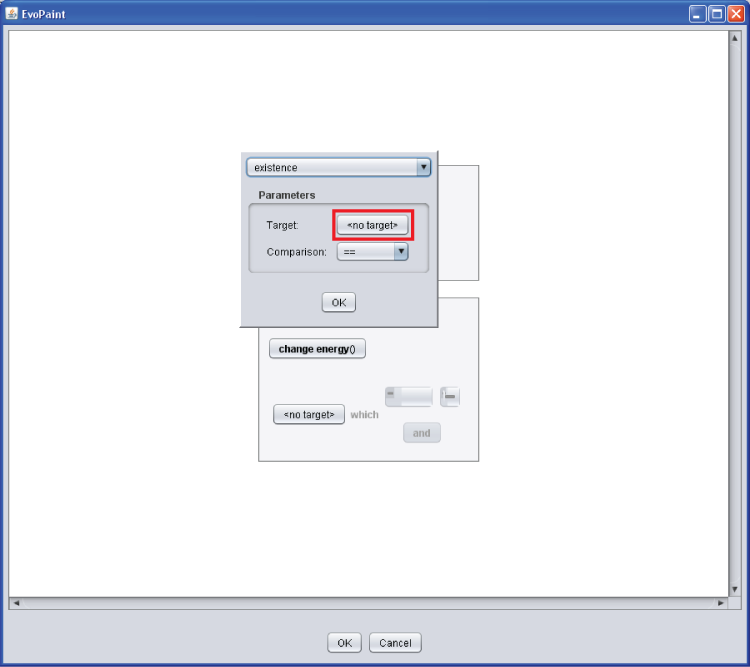 EvoPaint
existence
Parameters
Target: <no target>
Comparison: ==
OK
change energy()
<no target> which
and
OK Cancel